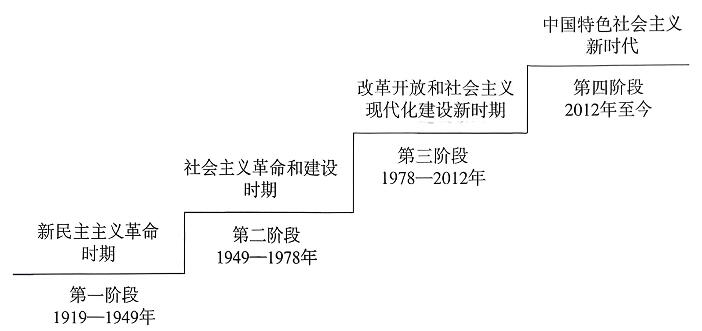 中国特色社会主义
新时代
改革开放和社会主义
现代化建设新时期
第四阶段
2012年至今
社会主义革命和建设
时期
第三阶段
1978—2012年
新民主主义革命
时期
第二阶段
1949—1978年
第一阶段
1919—1949年